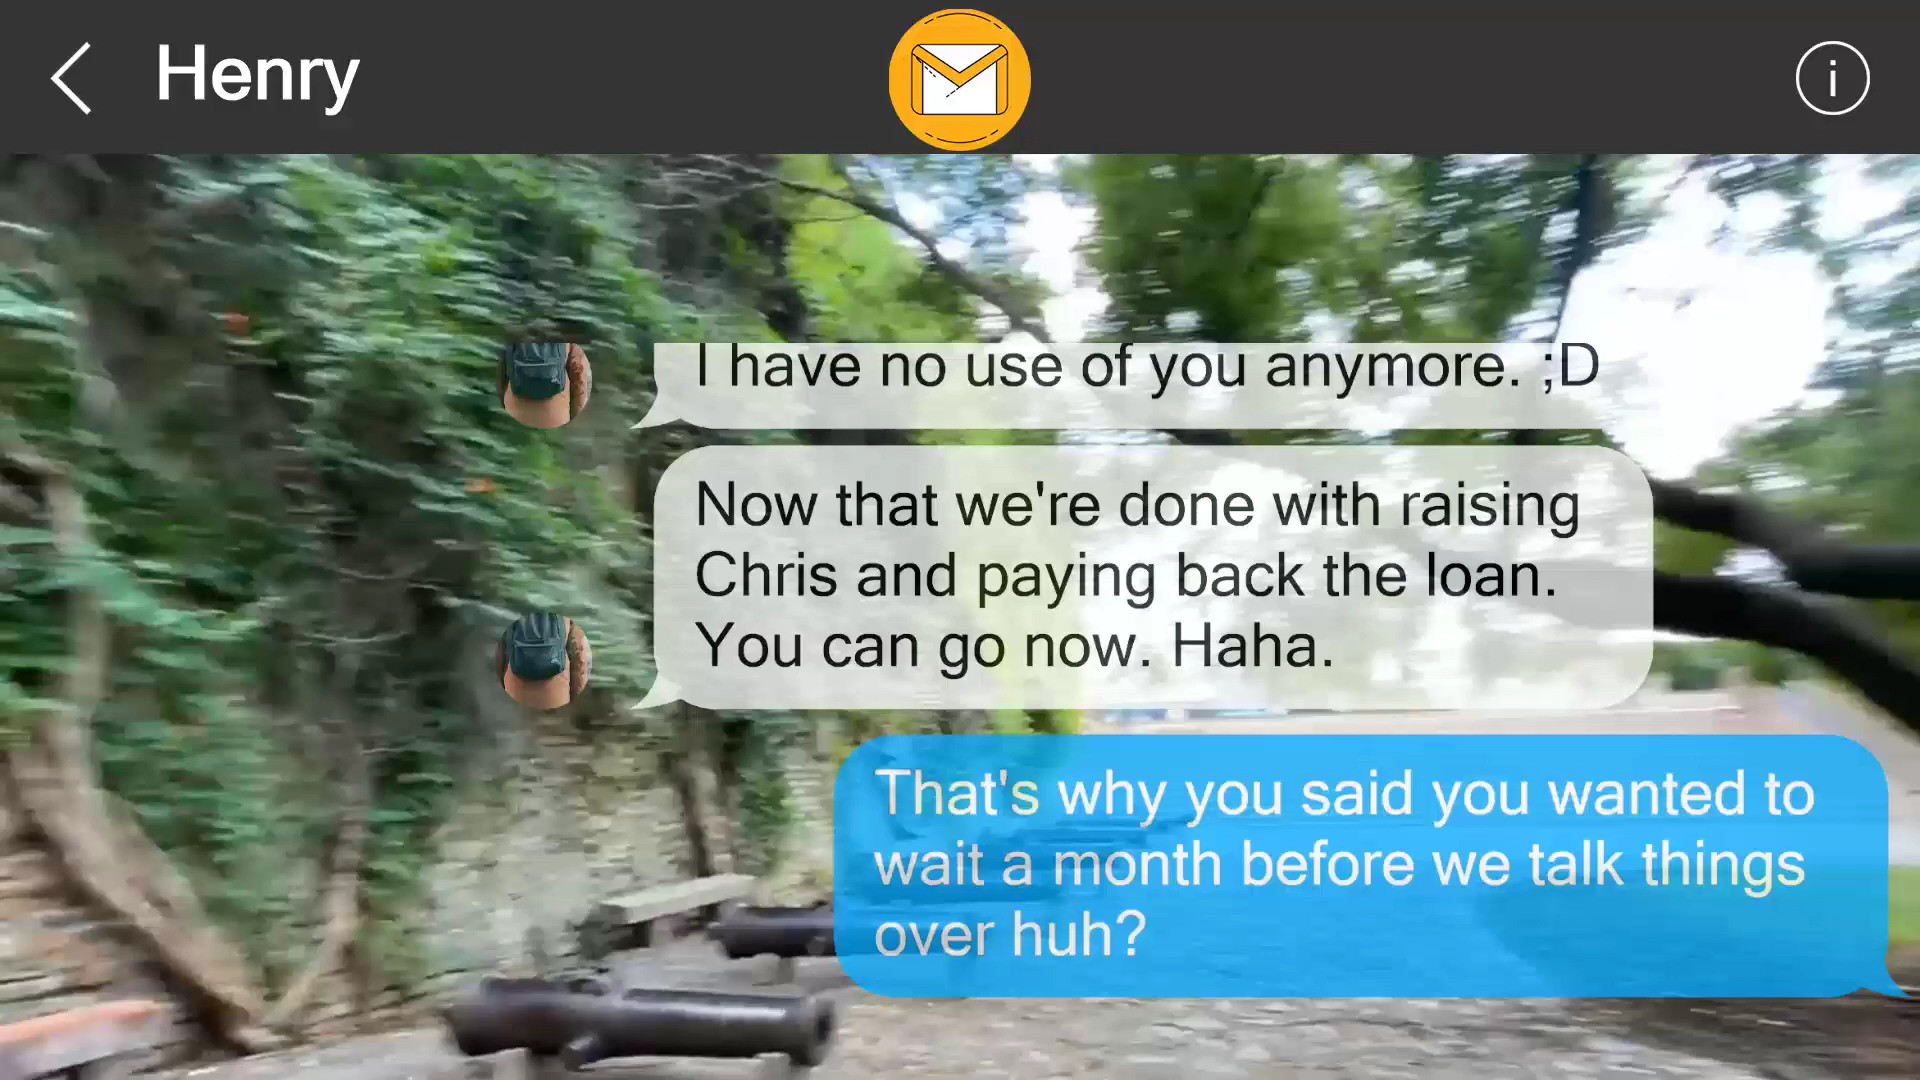 Henry
i
I have no use of you anymore. ;D
Now that we're done with raising
Chris and paying back the loan.
You can go now. Haha.
That's why you said you wanted to
wait a month before we talk things
over huh?